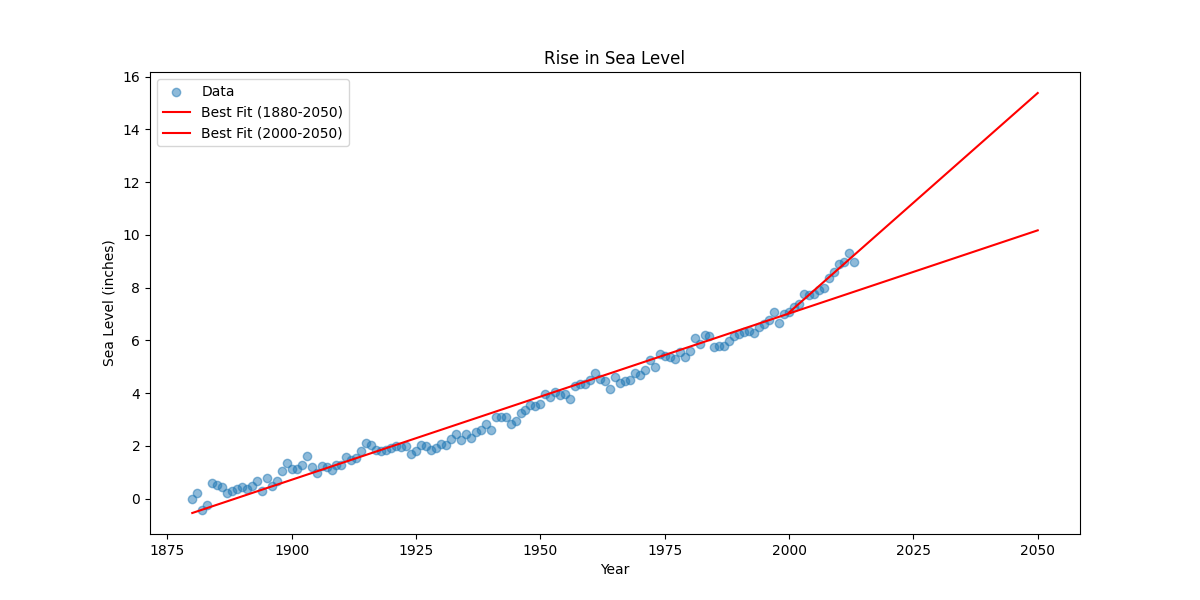 Rise in Sea Level
16
14
12
10
8
6
4
2
0
Sea Level (inches)
Data
Best Fit (1880-2050)
Best Fit (2000-2050)
1875 1900 1925 1950 1975 2000 2025 2050
Year